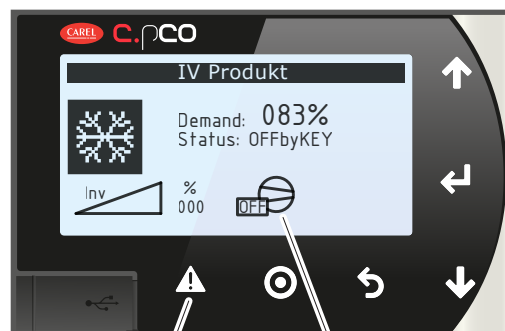 CAREL c.pCO
IV Produkt
Demand: 083%
Status: OFFbyKEY
Inv % 000
OFF